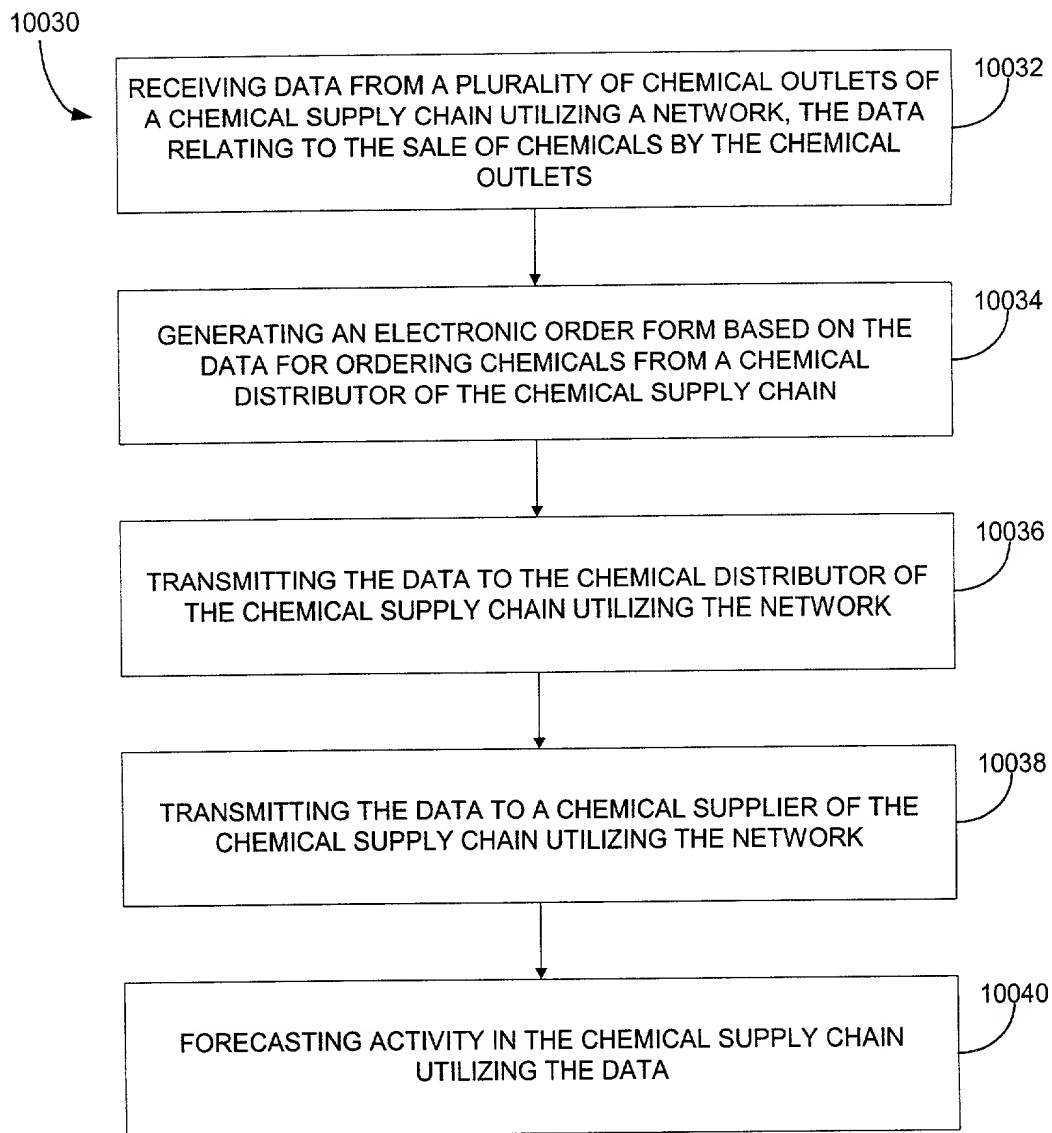 10030
RECEIVING DATA FROM A PLURALITY OF CHEMICAL OUTLETS OF
A CHEMICAL SUPPLY CHAIN UTILIZING A NETWORK, THE DATA
RELATING TO THE SALE OF CHEMICALS BY THE CHEMICAL
OUTLETS
10032
GENERATING AN ELECTRONIC ORDER FORM BASED ON THE
DATA FOR ORDERING CHEMICALS FROM A CHEMICAL
DISTRIBUTOR OF THE CHEMICAL SUPPLY CHAIN
10034
TRANSMITTING THE DATA TO THE CHEMICAL DISTRIBUTOR OF
THE CHEMICAL SUPPLY CHAIN UTILIZING THE NETWORK
10036
TRANSMITTING THE DATA TO A CHEMICAL SUPPLIER OF THE
CHEMICAL SUPPLY CHAIN UTILIZING THE NETWORK
10038
FORECASTING ACTIVITY IN THE CHEMICAL SUPPLY CHAIN
UTILIZING THE DATA
10040